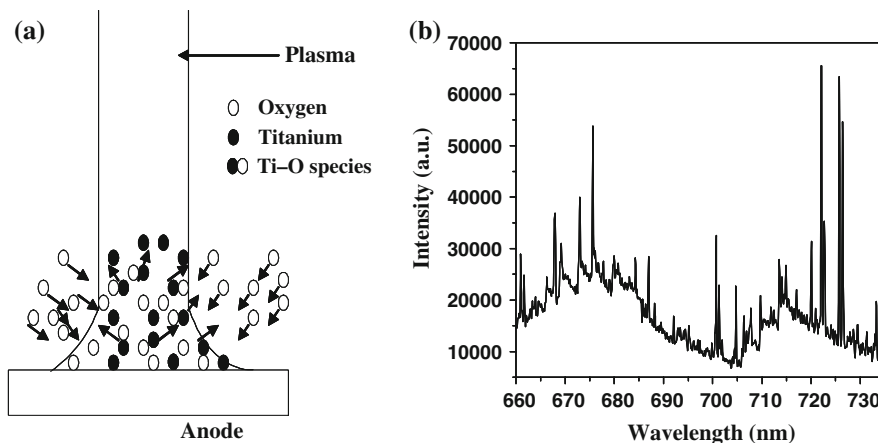 (a)
Plasma
Oxygen
Titanium
Ti–O species
Anode
(b)
70000
60000
50000
40000
30000
20000
10000
Intensity (a.u.)
660 670 680 690 700 710 720 730
Wavelength (nm)